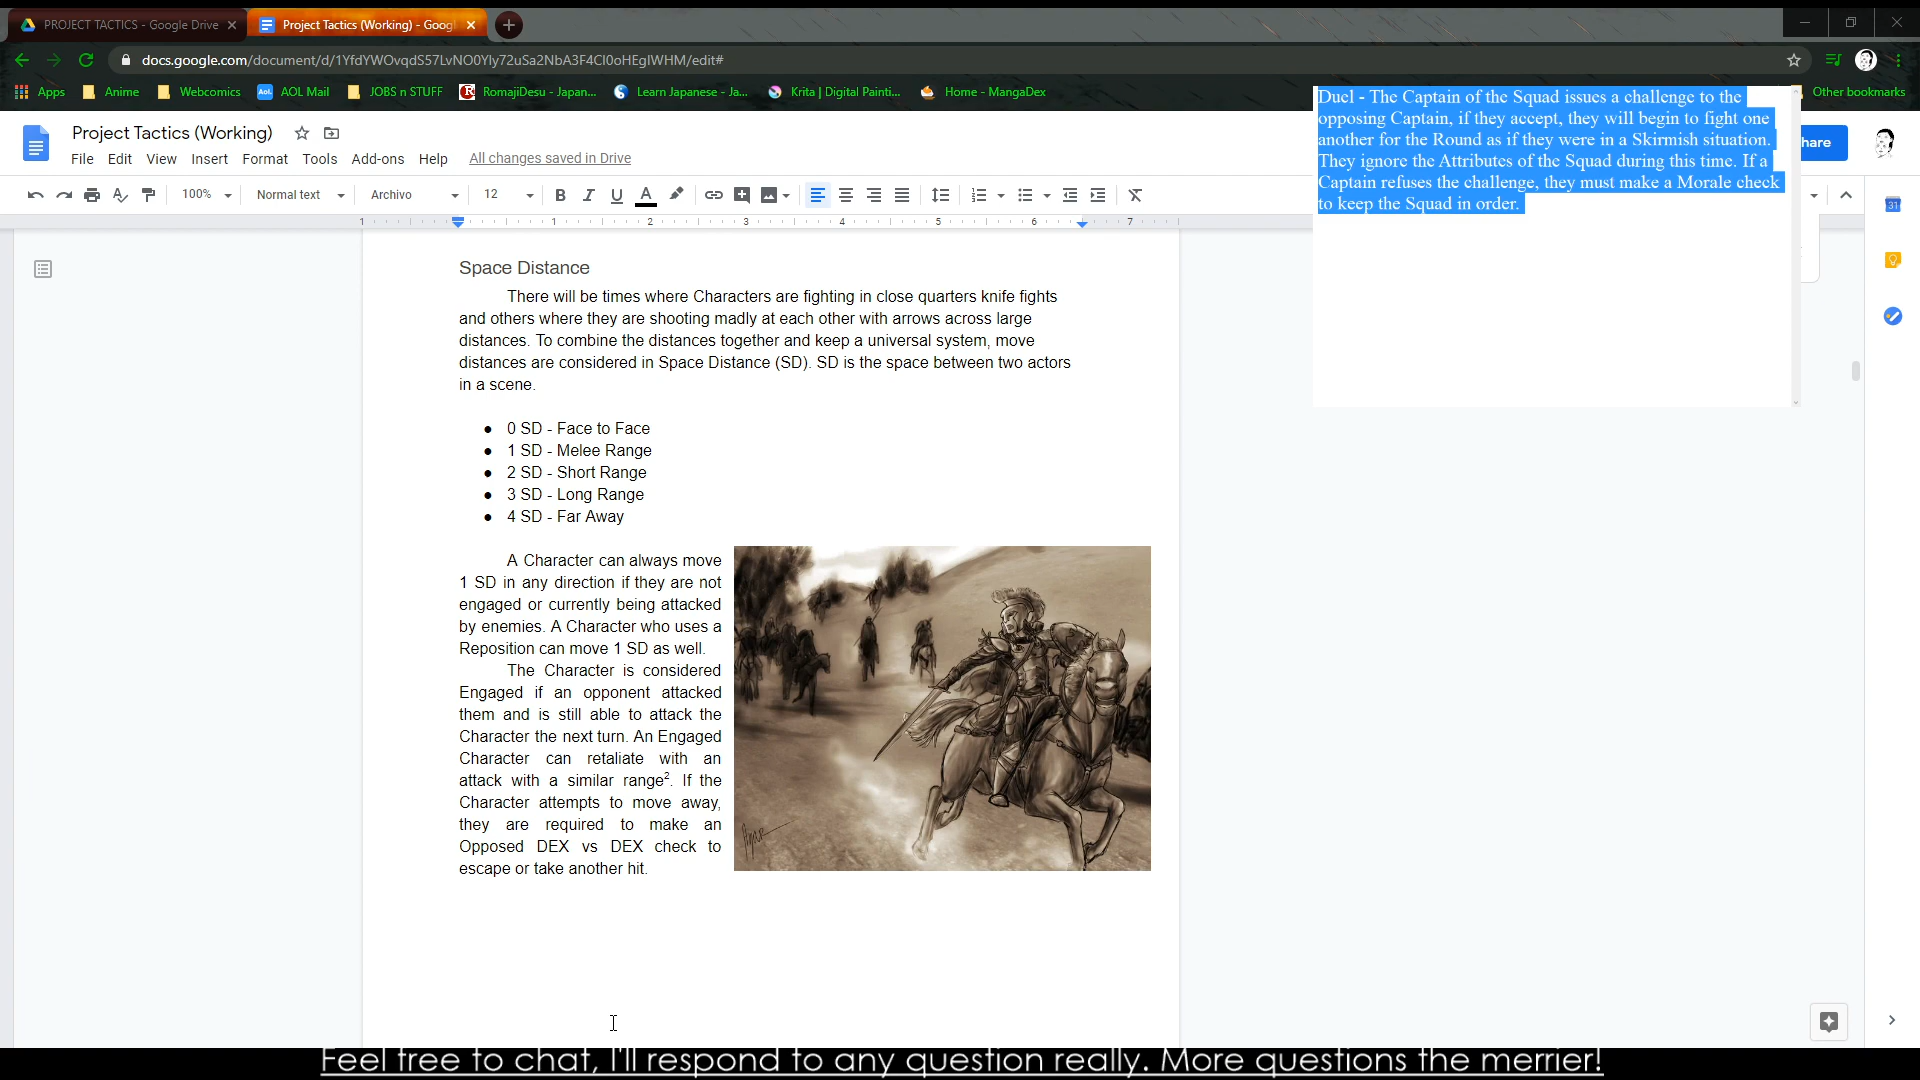 PROJECT TACTICS - Google Drive
Project Tactics (Working) - Goog
docs.google.com/document/d/1YfdYWOvqdS57LvNO0Yly72uSa2NbA3F4CI0oHEgIWHM/edit#
Apps
Anime
Webcomics
Aol.
AOL Mail
JOBS n STUFF
RomajiDesu - Japan...
Learn Japanese - Ja...
Krita | Digital Painti...
Home - MangaDex
Other bookmarks
Project Tactics (Working)
File Edit View Insert Format Tools Add-ons Help All changes saved in Drive
hare
100% Normal text Archivo 12 B I U A
31
1 1 2 3 4 5 6 7
Duel - The Captain of the Squad issues a challenge to the
opposing Captain, if they accept, they will begin to fight one
another for the Round as if they were in a Skirmish situation.
They ignore the Attributes of the Squad during this time. If a
Captain refuses the challenge, they must make a Morale check
to keep the Squad in order.
Space Distance
There will be times where Characters are fighting in close quarters knife fights
and others where they are shooting madly at each other with arrows across large
distances. To combine the distances together and keep a universal system, move
distances are considered in Space Distance (SD). SD is the space between two actors
in a scene.
● 0 SD - Face to Face
● 1 SD - Melee Range
● 2 SD - Short Range
● 3 SD - Long Range
● 4 SD - Far Away
A Character can always move
1 SD in any direction if they are not
engaged or currently being attacked
by enemies. A Character who uses a
Reposition can move 1 SD as well.
The Character is considered
Engaged if an opponent attacked
them and is still able to attack the
Character the next turn. An Engaged
Character can retaliate with an
attack with a similar range². If the
Character attempts to move away,
they are required to make an
Opposed DEX vs DEX check to
escape or take another hit.
Feel free to chat, I'll respond to any question really. More questions the merrier!